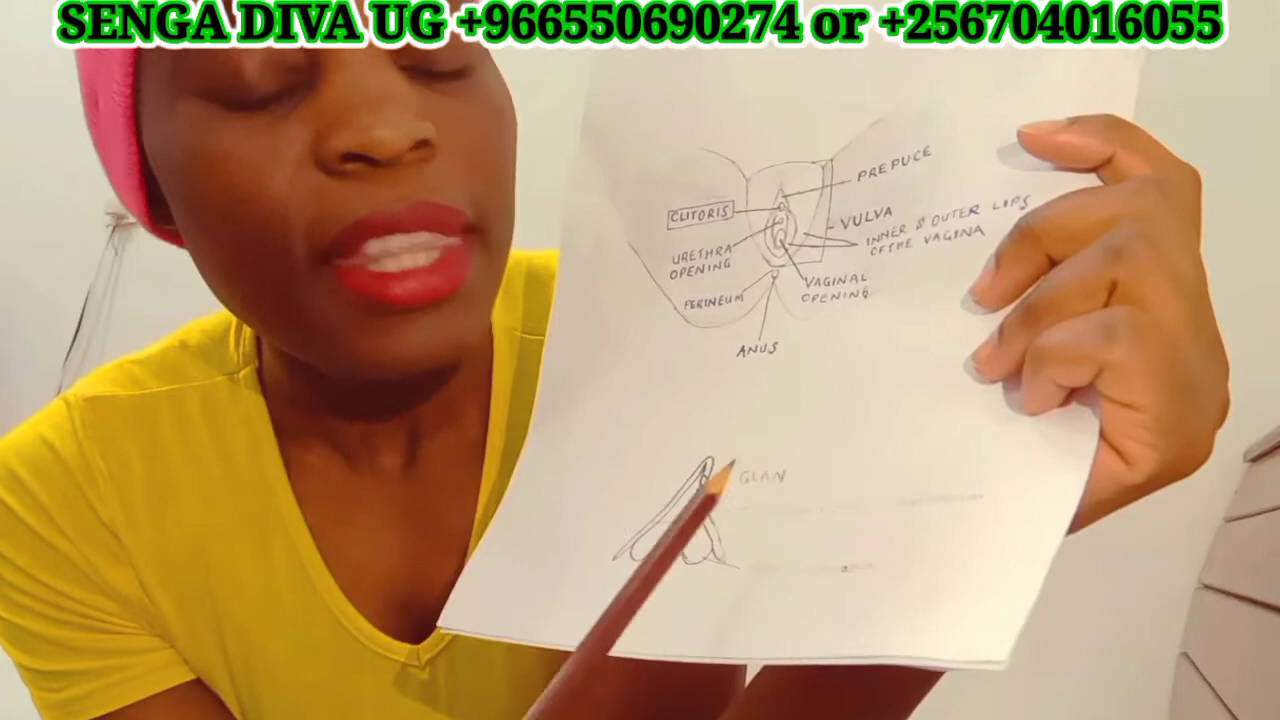 SENGA DIVA UG +966550690274 or +256704016055
PREPUCE
CLITORIS
VULVA
INNER & OUTER LIPS
OF THE VAGINA
URETHRA
OPENING
VAGINAL
OPENING
PERINEUM
ANUS
GLAN